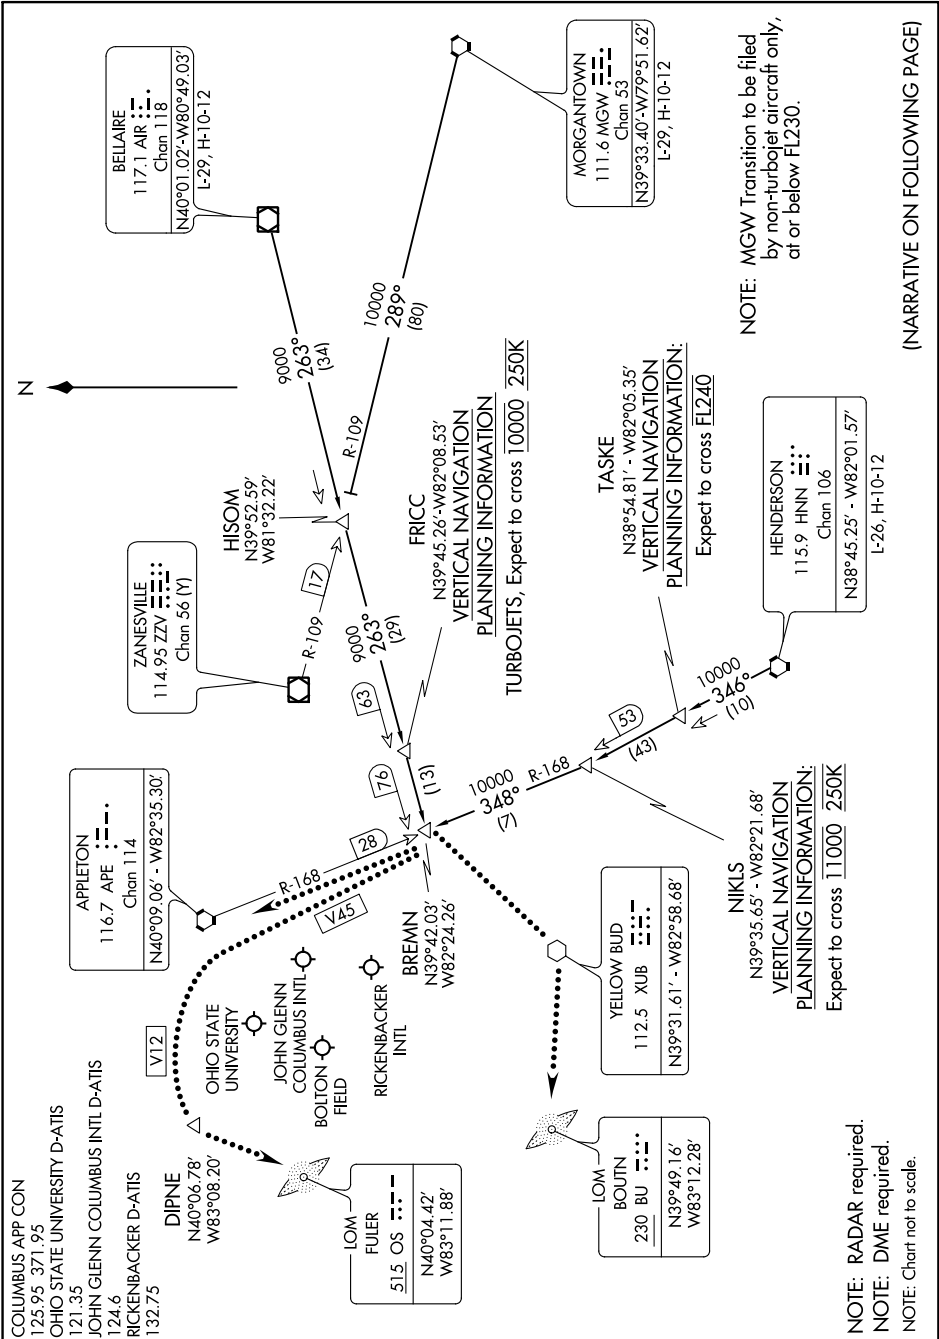 COLUMBUS APP CON
125.95 371.95
OHIO STATE UNIVERSITY D-ATIS
121.35
JOHN GLENN COLUMBUS INTL D-ATIS
124.6
RICKENBACKER D-ATIS
132.75
DIPNE
N40°06.78'
W83°08.20'
V12
LOM
FULER
515 OS
N40°04.42'
W83°11.88'
APPLETON
116.7 APE
Chan 114
N40°09.06' - W82°35.30'
R-168
28
V45
OHIO STATE
UNIVERSITY
JOHN GLENN
COLUMBUS INTL
BOLTON
FIELD
RICKENBACKER
INTL
BREMN
N39°42.03'
W82°24.26'
ZANESVILLE
114.95 ZZV
Chan 56 (Y)
R-109
17
HISOM
N39°52.59'
W81°32.22'
BELLAIRE
117.1 AIR
Chan 118
N40°01.02'-W80°49.03'
L-29, H-10-12
9000
263°
(34)
R-109
10000
289°
(80)
MORGANTOWN
111.6 MGW
Chan 53
N39°33.40'-W79°51.62'
L-29, H-10-12
N
9000
263°
(29)
63
76
(13)
FRICC
N39°45.26'-W82°08.53'
VERTICAL NAVIGATION
PLANNING INFORMATION
TURBOJETS, Expect to cross 10000 250K
10000
348°
(7)
R-168
53
(43)
10000
346°
(10)
TASKE
N38°54.81' - W82°05.35'
VERTICAL NAVIGATION
PLANNING INFORMATION:
Expect to cross FL240
HENDERSON
115.9 HNN
Chan 106
N38°45.25' - W82°01.57'
L-26, H-10-12
NIKLS
N39°35.65' - W82°21.68'
VERTICAL NAVIGATION
PLANNING INFORMATION:
Expect to cross 11000 250K
YELLOW BUD
112.5 XUB
N39°31.61' - W82°58.68'
LOM
BOUTN
230 BU
N39°49.16'
W83°12.28'
NOTE: MGW Transition to be filed
by non-turbojet aircraft only,
at or below FL230.
NOTE: RADAR required.
NOTE: DME required.
NOTE: Chart not to scale.
(NARRATIVE ON FOLLOWING PAGE)